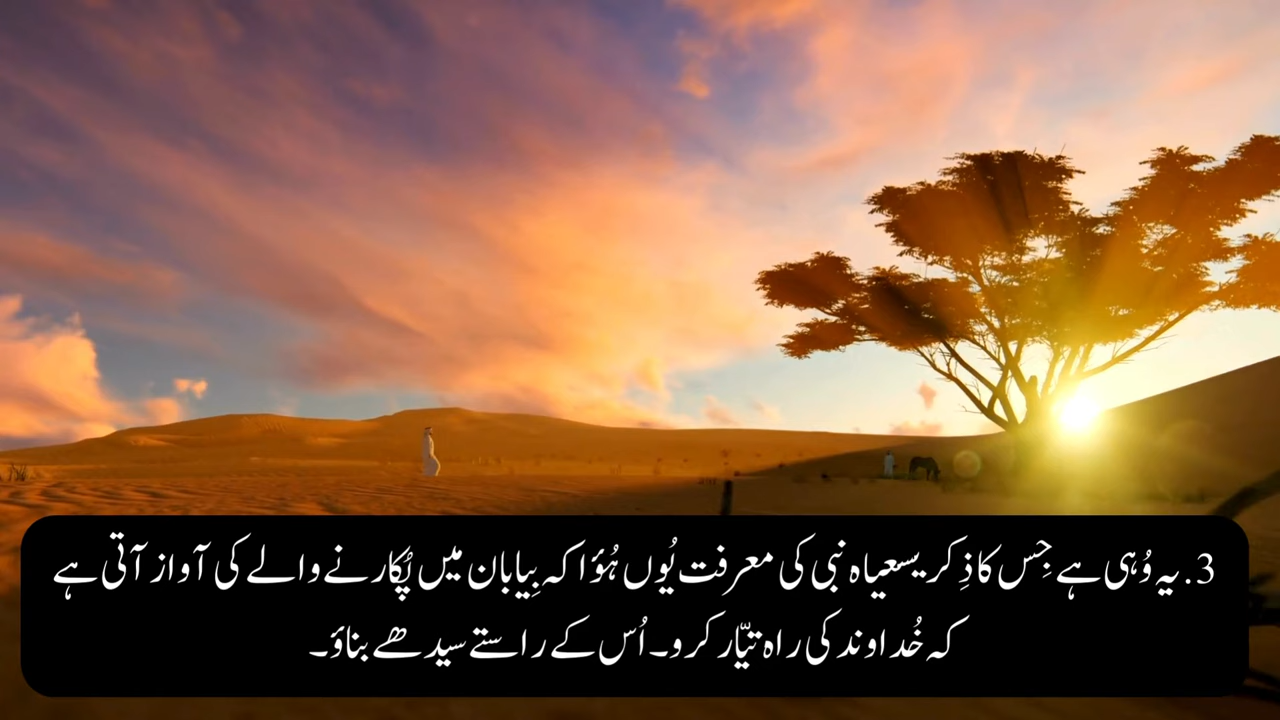 3. یہ وُہی ہے جِس کا ذِکر یسعیاہ نبی کی معرفت یُوں ہُؤا کہ بِیابان میں پُکارنے والے کی آواز آتی ہے
کہ خُداوند کی راہ تیّار کرو۔ اُس کے راستے سیدھے بناؤ۔